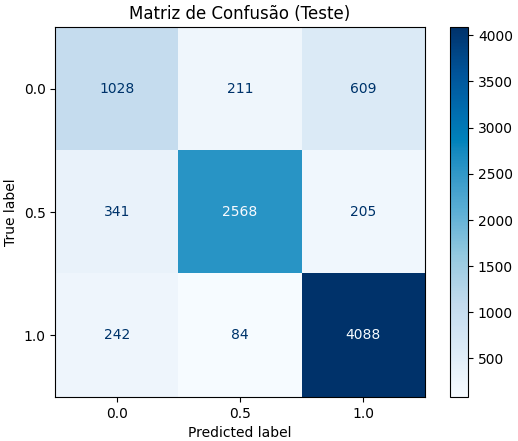 Matriz de Confusão (Teste)
True label
0.0
1028 211 609
0.5
341 2568 205
1.0
242 84 4088
0.0 0.5 1.0
Predicted label
4000
3500
3000
2500
2000
1500
1000
500